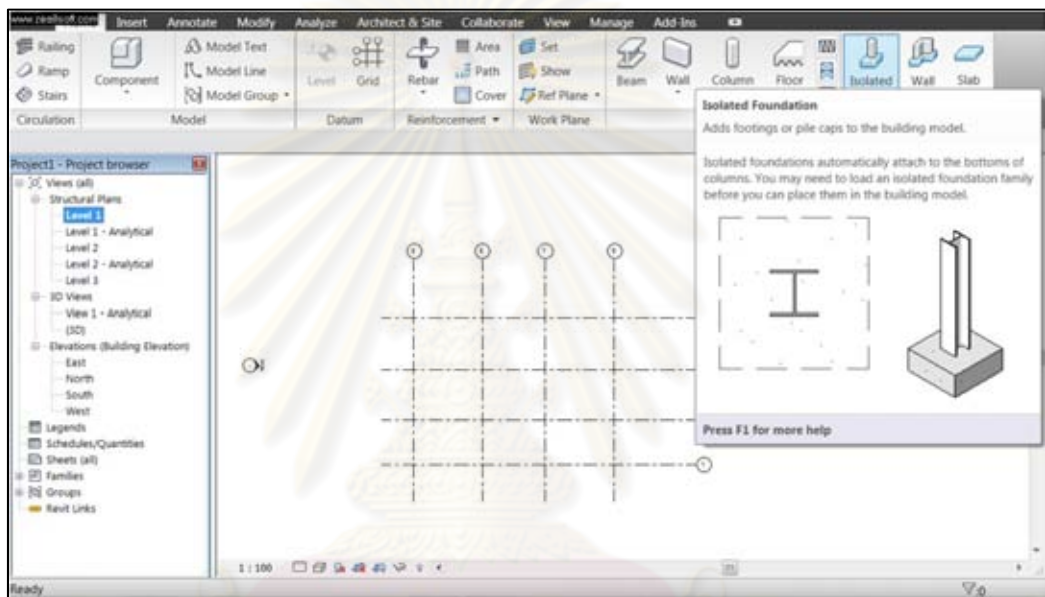 Insert Annotate Modify Analyze Architect & Site Collaborate View Manage Add-Ins
Railing
Ramp
Stairs
Circulation
Component
Model Text
Model Line
Model Group
Model
Level
Grid
Datum
Rebar
Area
Path
Cover
Reinforcement
Set
Show
Ref Plane
Work Plane
Beam
Wall
Column
Floor
Isolated
Wall
Slab
Isolated Foundation
Adds footings or pile caps to the building model.
Isolated foundations automatically attach to the bottoms of
columns. You may need to load an isolated foundation family
before you can place them in the building model.
Press F1 for more help
Project1 - Project browser
Views (all)
Structural Plans
Level 1
Level 1 - Analytical
Level 2
Level 2 - Analytical
Level 3
3D Views
View 1 - Analytical
(3D)
Elevations (Building Elevation)
East
North
South
West
Legends
Schedules/Quantities
Sheets (all)
Families
Groups
Revit Links
1 : 100
Ready
:0